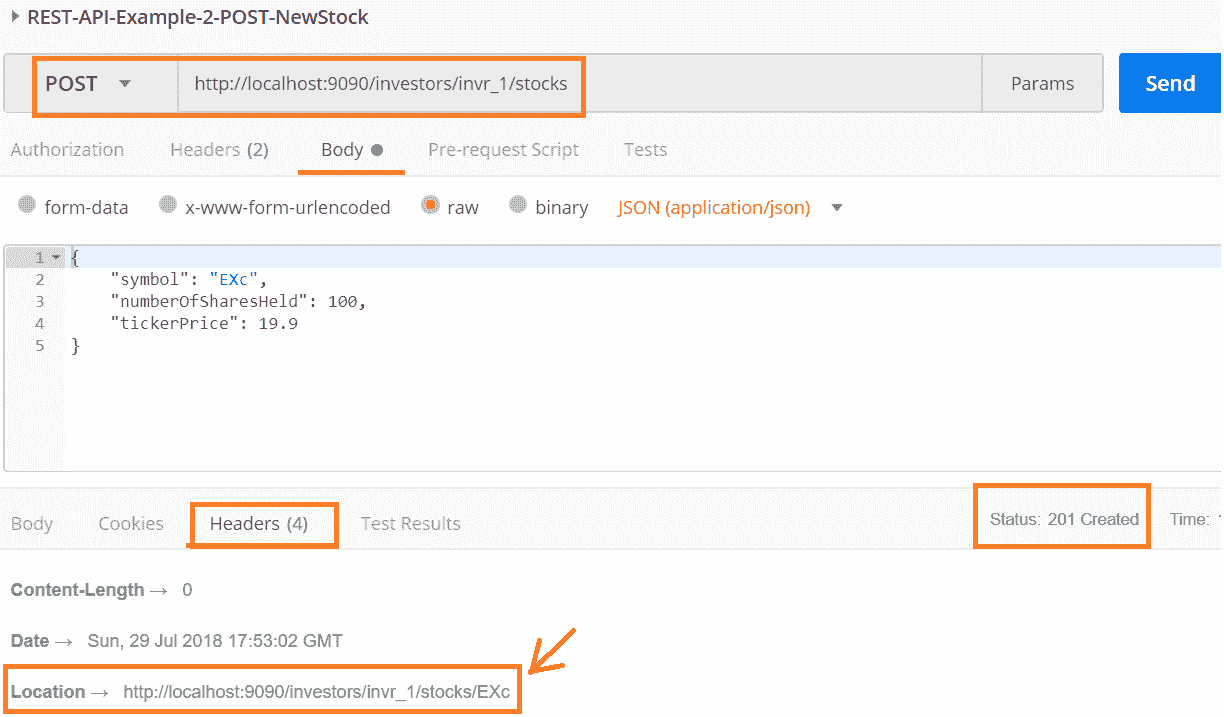 REST-API-Example-2-POST-NewStock
POST http://localhost:9090/investors/invr_1/stocks Params Send
Authorization Headers (2) Body Pre-request Script Tests
form-data x-www-form-urlencoded raw binary JSON (application/json)
1 {
2 "symbol": "EXc",
3 "numberOfSharesHeld": 100,
4 "tickerPrice": 19.9
5 }
Body Cookies Headers (4) Test Results Status: 201 Created Time:
Content-Length → 0
Date → Sun, 29 Jul 2018 17:53:02 GMT
Location → http://localhost:9090/investors/invr_1/stocks/EXc